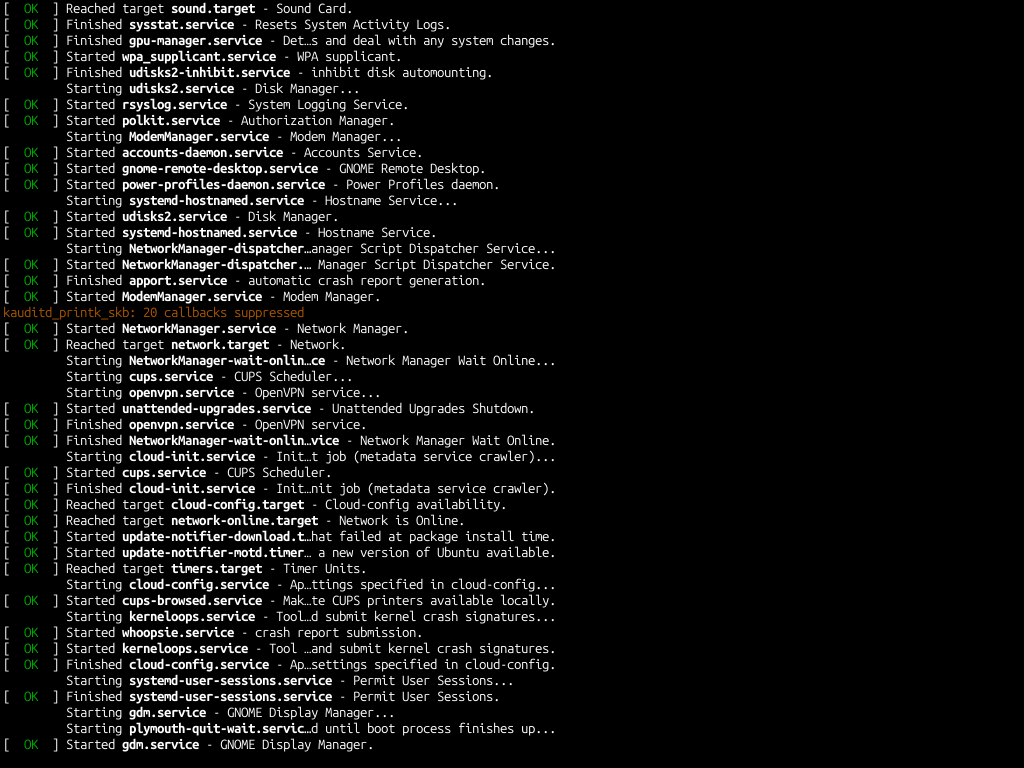 [  OK  ] Reached target sound.target - Sound Card.
[  OK  ] Finished sysstat.service - Resets System Activity Logs.
[  OK  ] Finished gpu-manager.service - Det…s and deal with any system changes.
[  OK  ] Started wpa_supplicant.service - WPA supplicant.
[  OK  ] Finished udisks2-inhibit.service - inhibit disk automounting.
         Starting udisks2.service - Disk Manager...
[  OK  ] Started rsyslog.service - System Logging Service.
[  OK  ] Started polkit.service - Authorization Manager.
         Starting ModemManager.service - Modem Manager...
[  OK  ] Started accounts-daemon.service - Accounts Service.
[  OK  ] Started gnome-remote-desktop.service - GNOME Remote Desktop.
[  OK  ] Started power-profiles-daemon.service - Power Profiles daemon.
         Starting systemd-hostnamed.service - Hostname Service...
[  OK  ] Started udisks2.service - Disk Manager.
[  OK  ] Started systemd-hostnamed.service - Hostname Service.
         Starting NetworkManager-dispatcher…anager Script Dispatcher Service...
[  OK  ] Started NetworkManager-dispatcher.… Manager Script Dispatcher Service.
[  OK  ] Finished apport.service - automatic crash report generation.
[  OK  ] Started ModemManager.service - Modem Manager.
kauditd_printk_skb: 20 callbacks suppressed
[  OK  ] Started NetworkManager.service - Network Manager.
[  OK  ] Reached target network.target - Network.
         Starting NetworkManager-wait-onlin…ce - Network Manager Wait Online...
         Starting cups.service - CUPS Scheduler...
         Starting openvpn.service - OpenVPN service...
[  OK  ] Started unattended-upgrades.service - Unattended Upgrades Shutdown.
[  OK  ] Finished openvpn.service - OpenVPN service.
[  OK  ] Finished NetworkManager-wait-onlin…vice - Network Manager Wait Online.
         Starting cloud-init.service - Init…t job (metadata service crawler)...
[  OK  ] Started cups.service - CUPS Scheduler.
[  OK  ] Finished cloud-init.service - Init…nit job (metadata service crawler).
[  OK  ] Reached target cloud-config.target - Cloud-config availability.
[  OK  ] Reached target network-online.target - Network is Online.
[  OK  ] Started update-notifier-download.t…hat failed at package install time.
[  OK  ] Started update-notifier-motd.timer… a new version of Ubuntu available.
[  OK  ] Reached target timers.target - Timer Units.
         Starting cloud-config.service - Ap…ttings specified in cloud-config...
[  OK  ] Started cups-browsed.service - Mak…te CUPS printers available locally.
         Starting kerneloops.service - Tool…d submit kernel crash signatures...
[  OK  ] Started whoopsie.service - crash report submission.
[  OK  ] Started kerneloops.service - Tool …and submit kernel crash signatures.
[  OK  ] Finished cloud-config.service - Ap…settings specified in cloud-config.
         Starting systemd-user-sessions.service - Permit User Sessions...
[  OK  ] Finished systemd-user-sessions.service - Permit User Sessions.
         Starting gdm.service - GNOME Display Manager...
         Starting plymouth-quit-wait.servic…d until boot process finishes up...
[  OK  ] Started gdm.service - GNOME Display Manager.